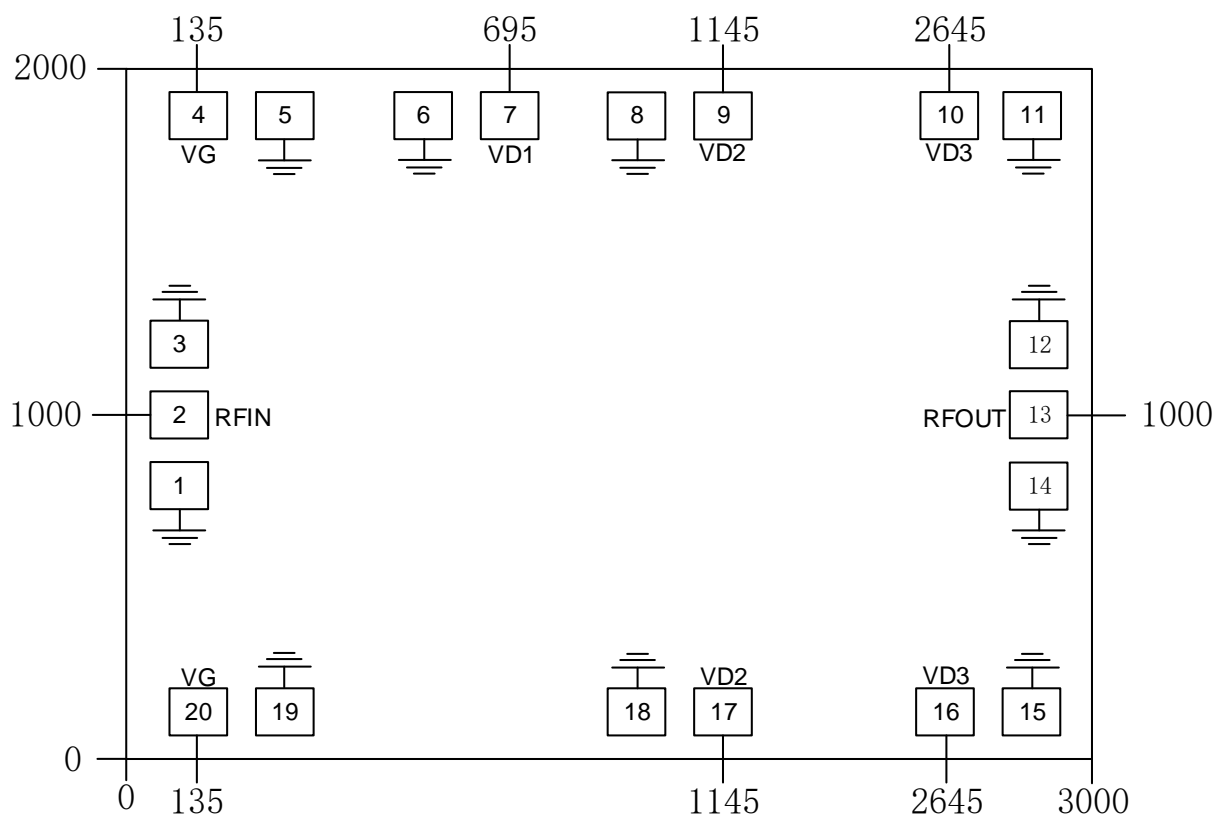 135 695 1145 2645
2000
4 5 6 7 8 9 10 11
VG VD1 VD2 VD3
3 12
1000 2 RFIN RFOUT 13 1000
1 14
VG VD2 VD3
20 19 18 17 16 15
0
0 135 1145 2645 3000